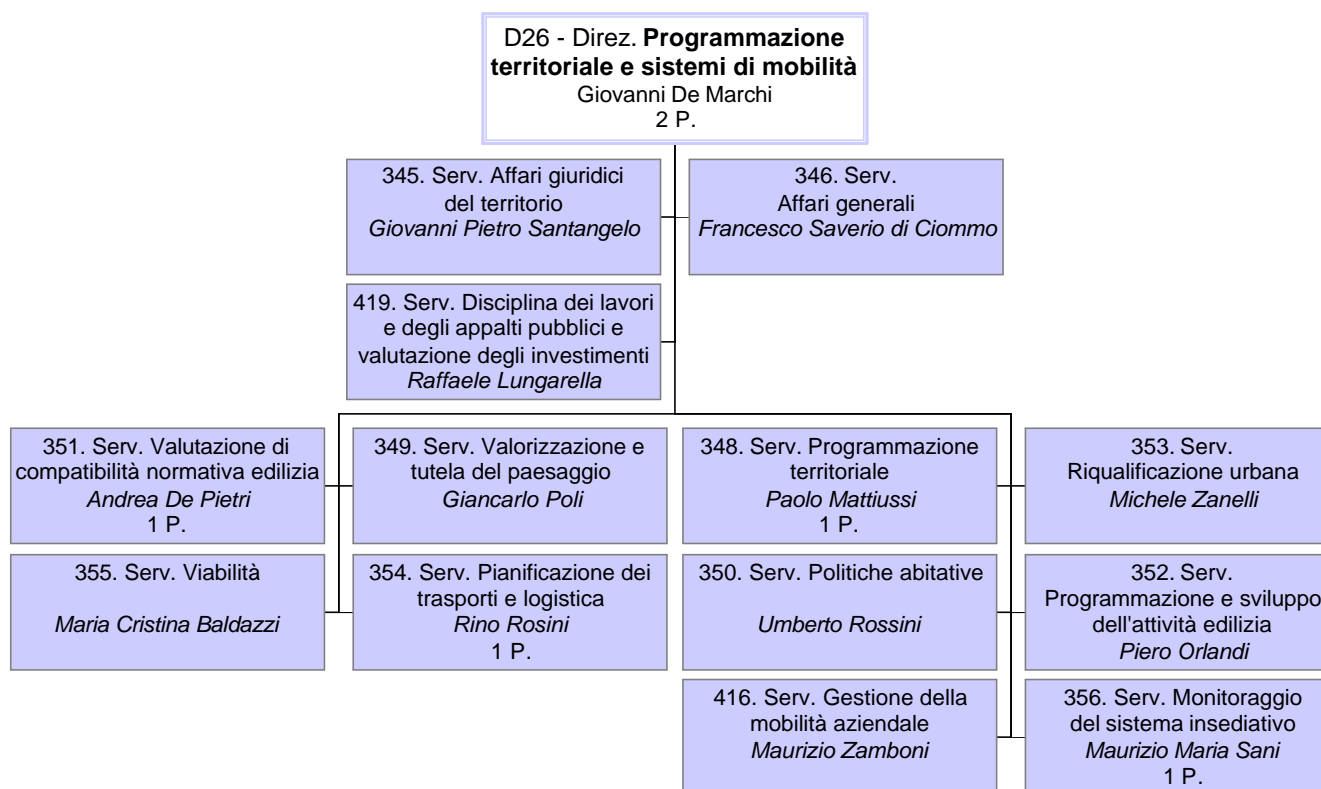 D26 - Direz. Programmazione
territoriale e sistemi di mobilità
Giovanni De Marchi
2 P.
345. Serv. Affari giuridici
del territorio
Giovanni Pietro Santangelo
346. Serv.
Affari generali
Francesco Saverio di Ciommo
419. Serv. Disciplina dei lavori
e degli appalti pubblici e
valutazione degli investimenti
Raffaele Lungarella
351. Serv. Valutazione di
compatibilità normativa edilizia
Andrea De Pietri
1 P.
349. Serv. Valorizzazione e
tutela del paesaggio
Giancarlo Poli
348. Serv. Programmazione
territoriale
Paolo Mattiussi
1 P.
353. Serv.
Riqualificazione urbana
Michele Zanelli
355. Serv. Viabilità
Maria Cristina Baldazzi
354. Serv. Pianificazione dei
trasporti e logistica
Rino Rosini
1 P.
350. Serv. Politiche abitative
Umberto Rossini
352. Serv.
Programmazione e sviluppo
dell'attività edilizia
Piero Orlandi
416. Serv. Gestione della
mobilità aziendale
Maurizio Zamboni
356. Serv. Monitoraggio
del sistema insediativo
Maurizio Maria Sani
1 P.